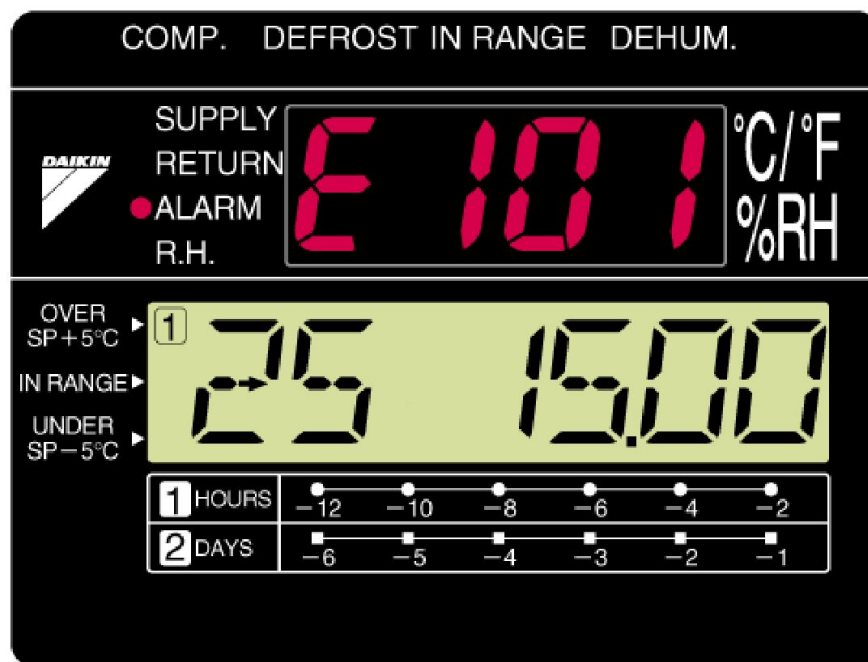 COMP. DEFROST IN RANGE DEHUM.
DAIKIN
SUPPLY
RETURN
ALARM
R.H.
E 101
°C/°F
%RH
OVER
SP+5°C
IN RANGE
UNDER
SP−5°C
1 25 15.00
1 HOURS −12 −10 −8 −6 −4 −2
2 DAYS −6 −5 −4 −3 −2 −1